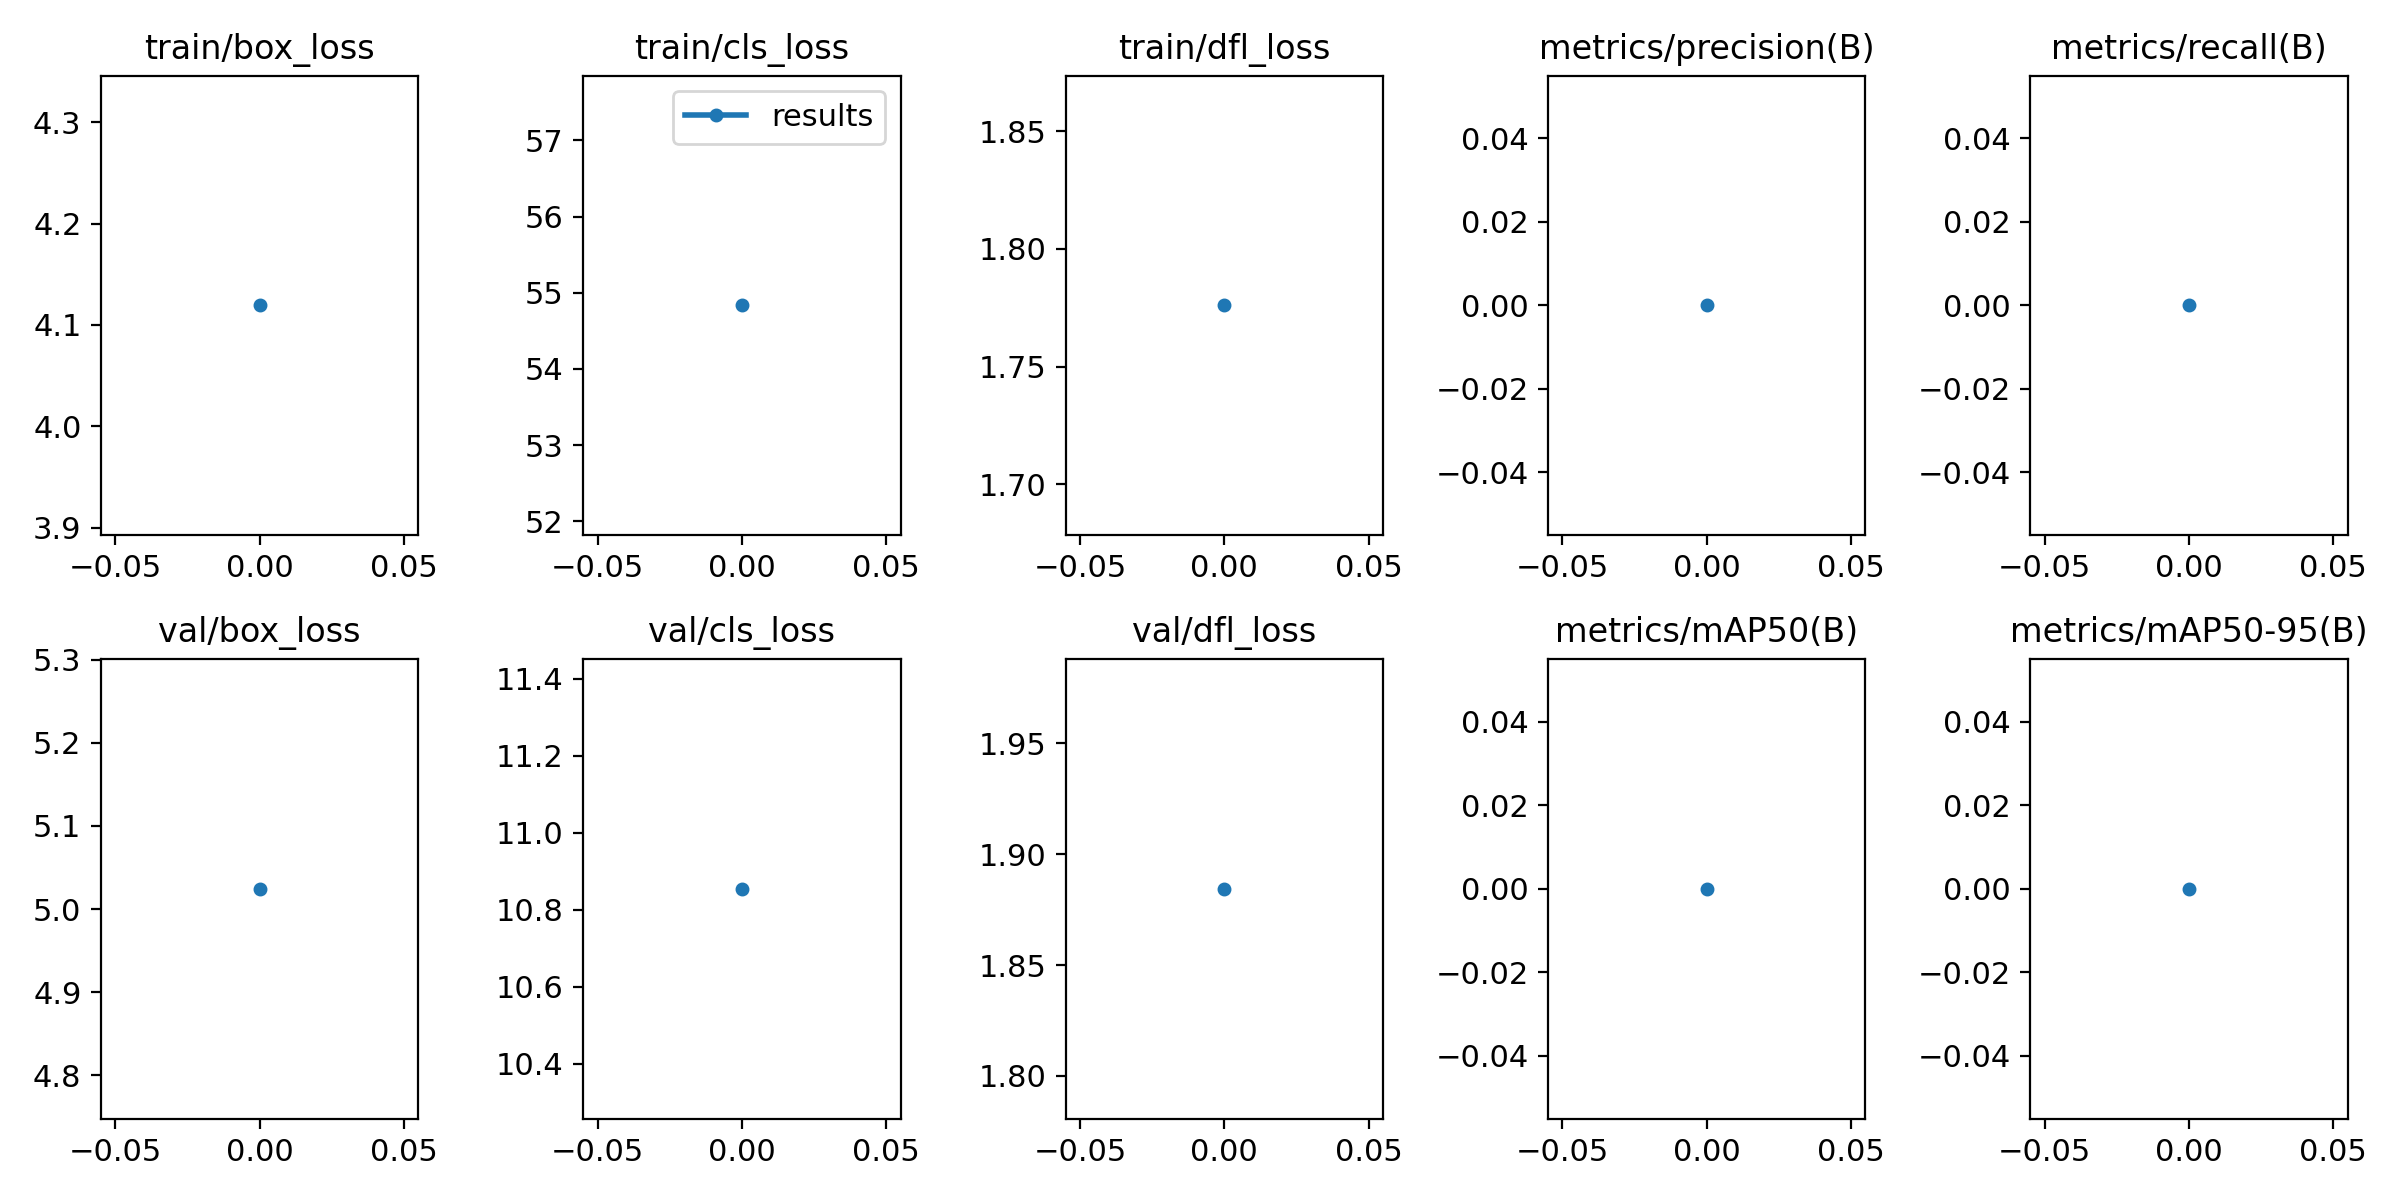 train/box_loss
train/cls_loss
train/dfl_loss
metrics/precision(B)
metrics/recall(B)
4.3
4.2
4.1
4.0
3.9
−0.05 0.00 0.05
results
57
56
55
54
53
52
−0.05 0.00 0.05
1.85
1.80
1.75
1.70
−0.05 0.00 0.05
0.04
0.02
0.00
−0.02
−0.04
−0.05 0.00 0.05
0.04
0.02
0.00
−0.02
−0.04
−0.05 0.00 0.05
val/box_loss
val/cls_loss
val/dfl_loss
metrics/mAP50(B)
metrics/mAP50-95(B)
5.3
5.2
5.1
5.0
4.9
4.8
−0.05 0.00 0.05
11.4
11.2
11.0
10.8
10.6
10.4
−0.05 0.00 0.05
1.95
1.90
1.85
1.80
−0.05 0.00 0.05
0.04
0.02
0.00
−0.02
−0.04
−0.05 0.00 0.05
0.04
0.02
0.00
−0.02
−0.04
−0.05 0.00 0.05